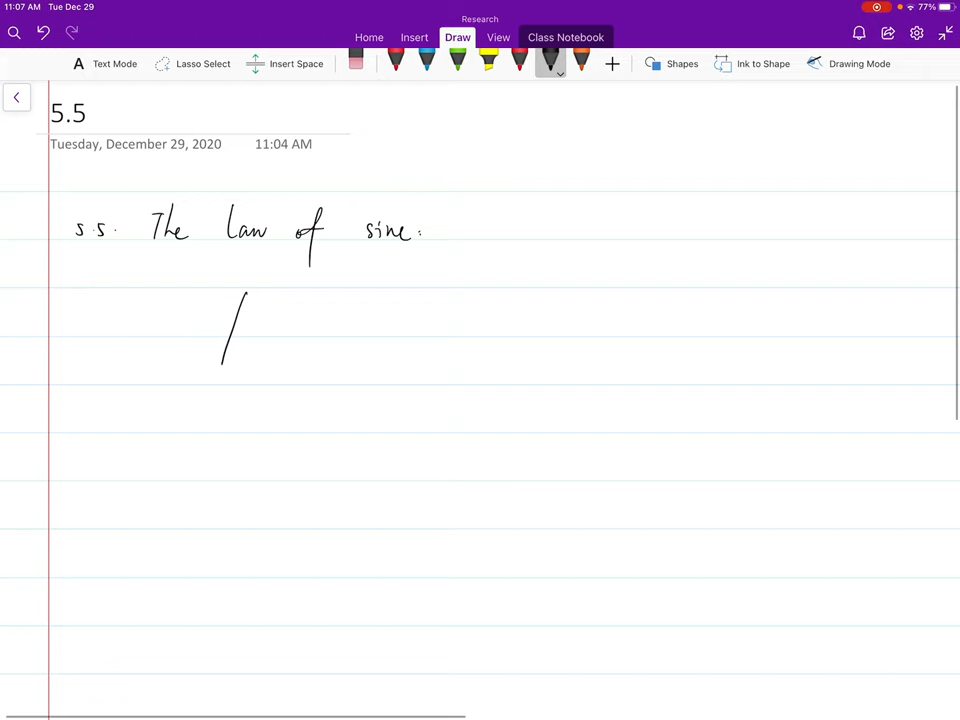 11:07 AM Tue Dec 29
77%
Research
Home Insert Draw View Class Notebook
A Text Mode Lasso Select Insert Space Shapes Ink to Shape Drawing Mode
5.5
Tuesday, December 29, 2020 11:04 AM
5.5. The law of sine: